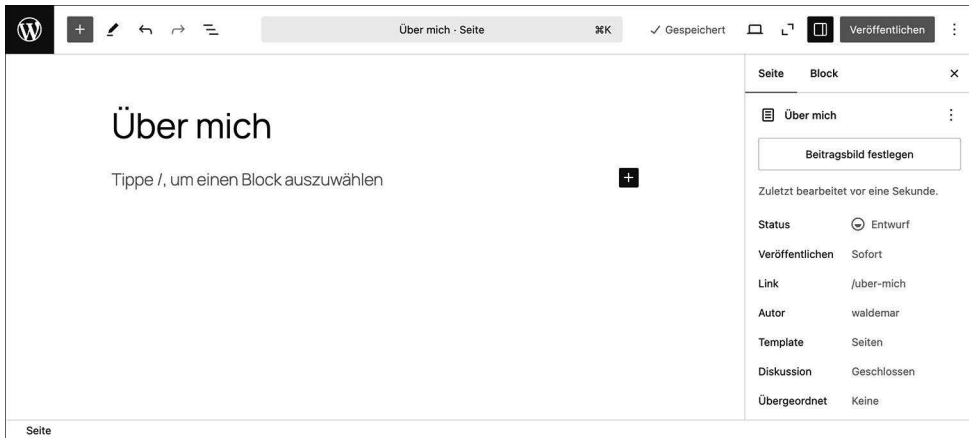 Über mich · Seite ⌘K Gespeichert Veröffentlichen
Seite Block
Über mich
Über mich
Beitragsbild festlegen
Tippe /, um einen Block auszuwählen
Zuletzt bearbeitet vor eine Sekunde.
Status Entwurf
Veröffentlichen Sofort
Link /uber-mich
Autor waldemar
Template Seiten
Diskussion Geschlossen
Übergeordnet Keine
Seite